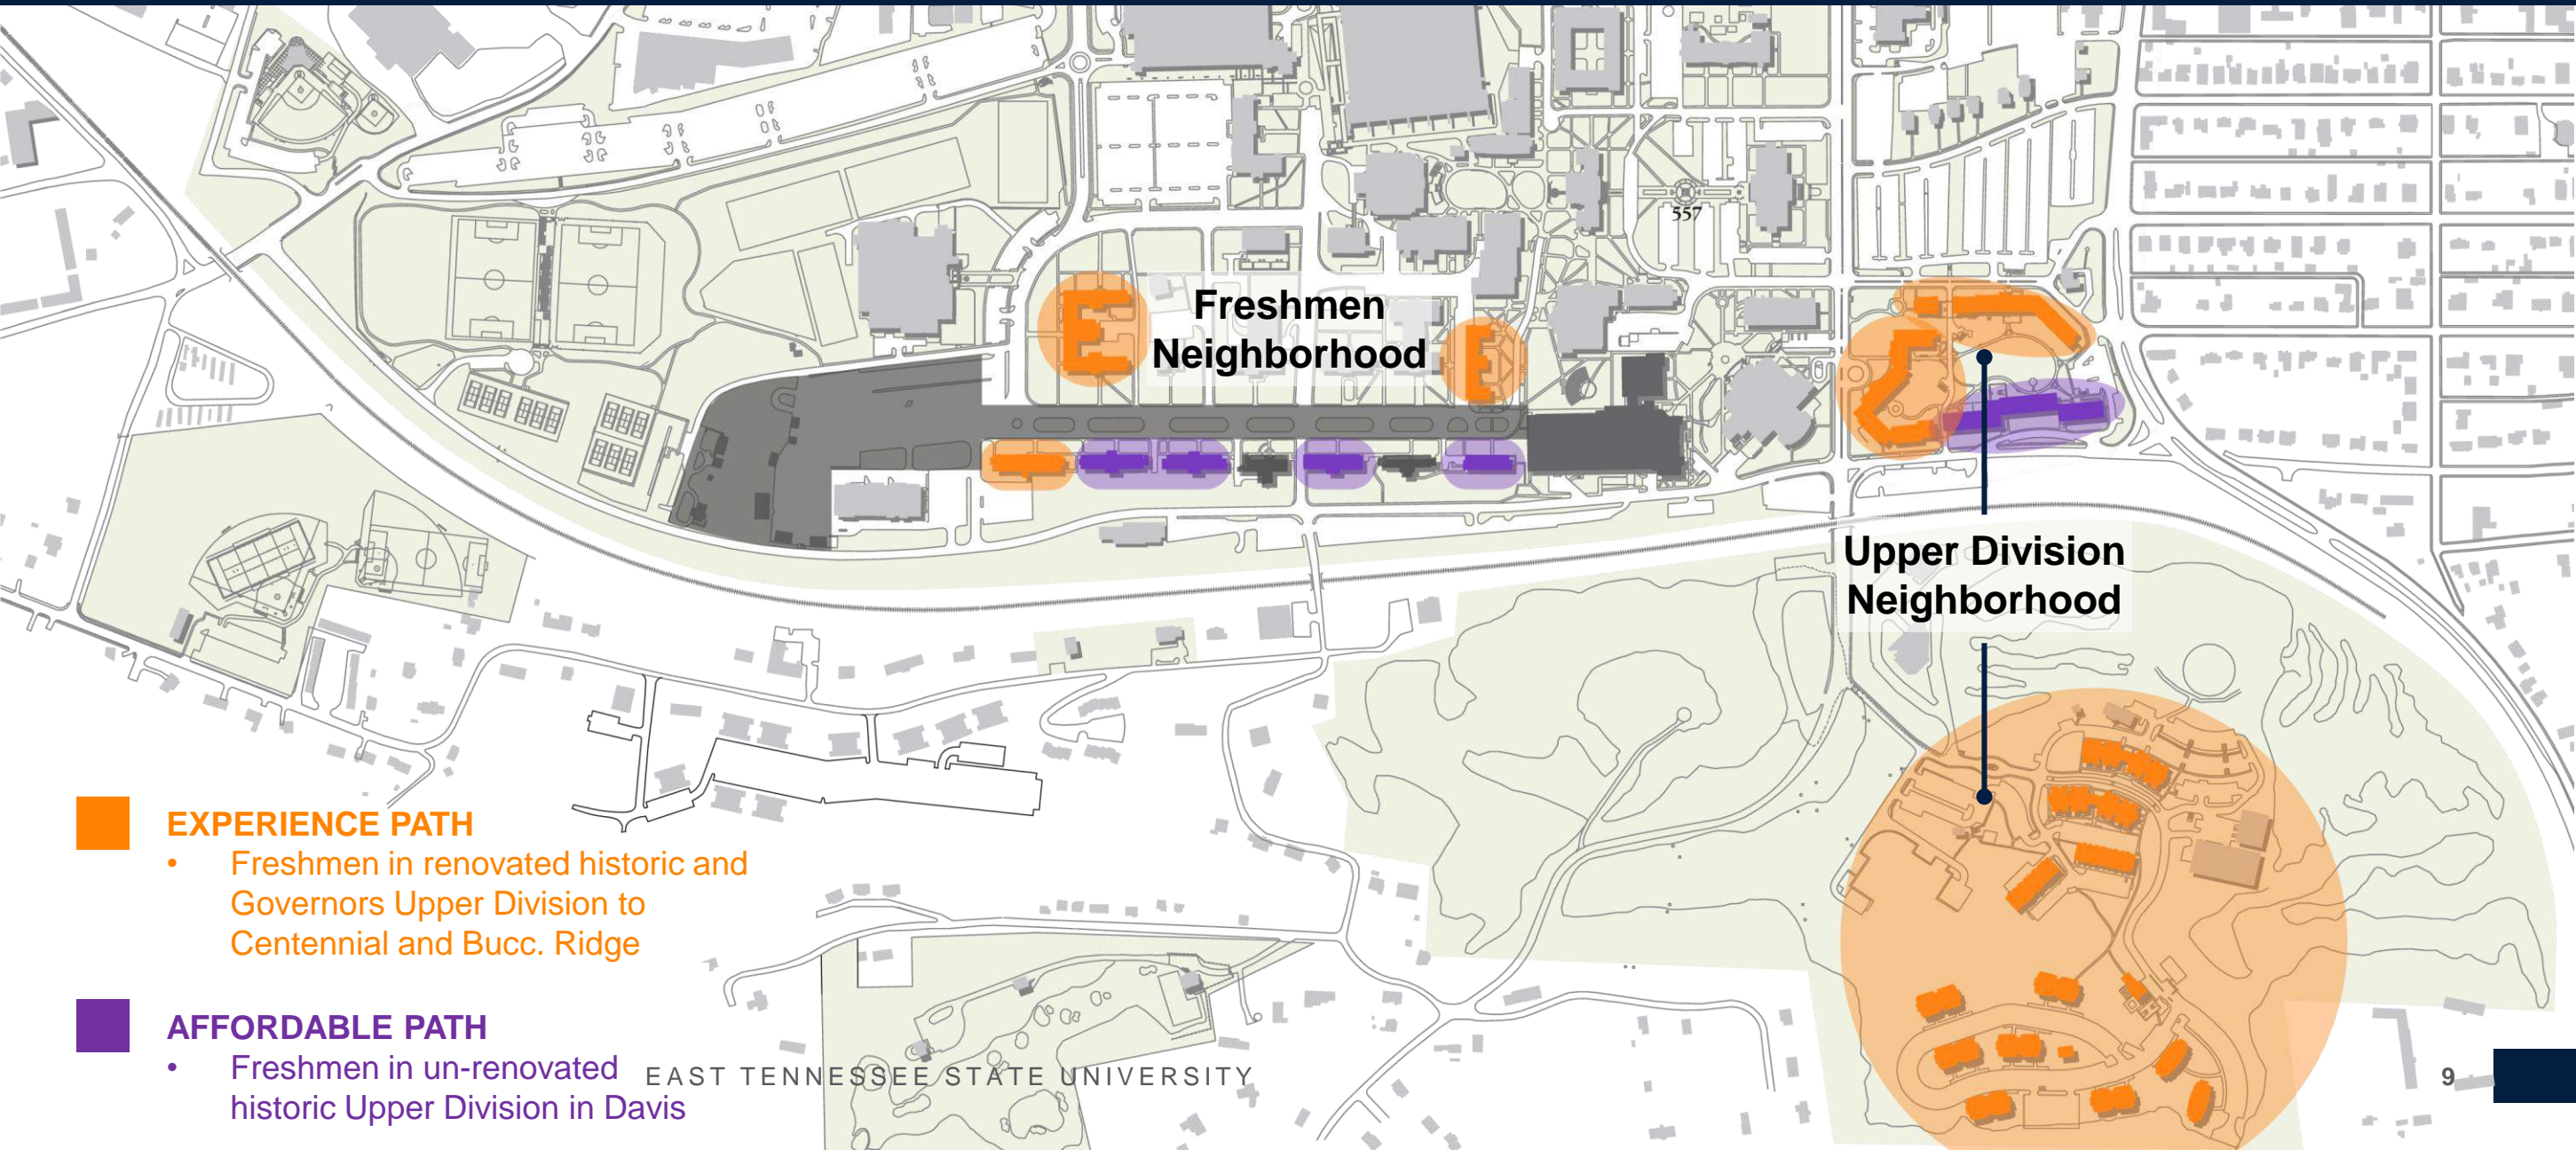 557
Freshmen
Neighborhood
Upper Division
Neighborhood
EXPERIENCE PATH
• Freshmen in renovated historic and
Governors Upper Division to
Centennial and Bucc. Ridge
AFFORDABLE PATH
• Freshmen in un-renovated
historic Upper Division in Davis
EAST TENNESSEE STATE UNIVERSITY
9